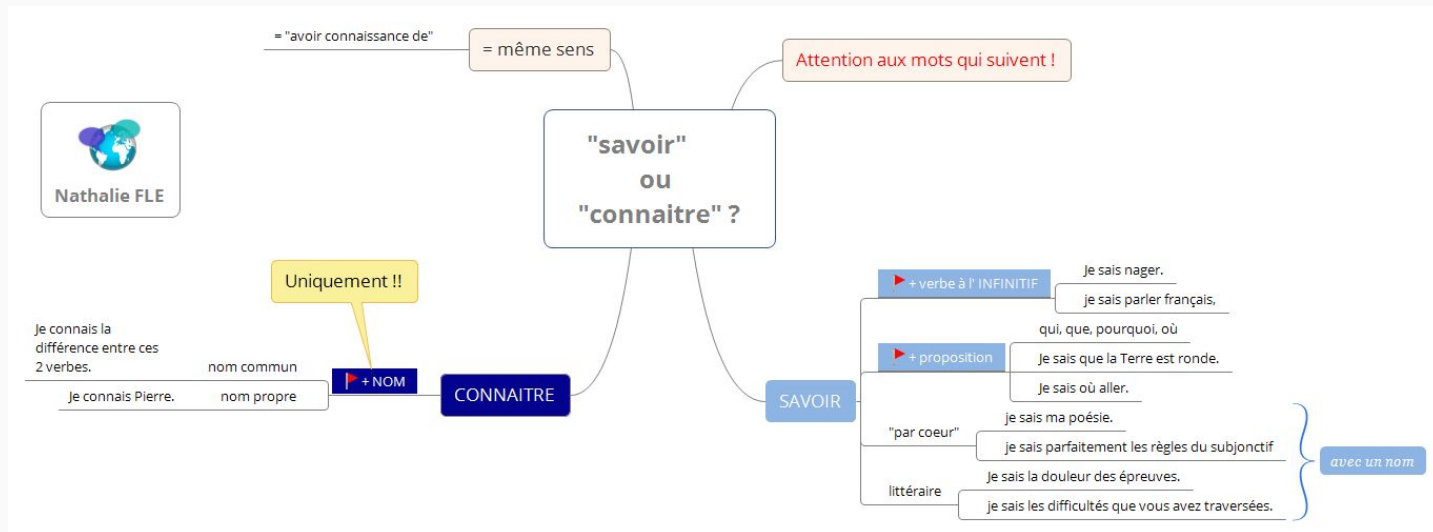 = "avoir connaissance de"
= même sens
Attention aux mots qui suivent !
"savoir"
ou
"connaitre" ?
Nathalie FLE
Uniquement !!
Je connais la
différence entre ces
2 verbes.
nom commun
Je connais Pierre.
nom propre
+ NOM
CONNAITRE
SAVOIR
+ verbe à l' INFINITIF
Je sais nager.
je sais parler français,
+ proposition
qui, que, pourquoi, où
Je sais que la Terre est ronde.
Je sais où aller.
"par coeur"
je sais ma poésie.
je sais parfaitement les règles du subjonctif
littéraire
Je sais la douleur des épreuves.
je sais les difficultés que vous avez traversées.
avec un nom